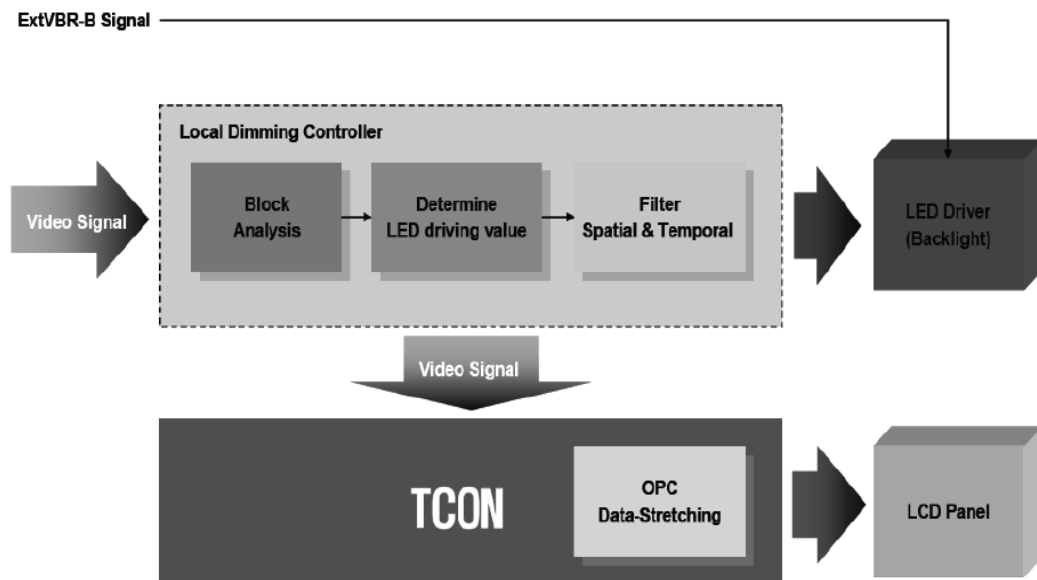 ExtVBR-B Signal
Local Dimming Controller
Video Signal
Block
Analysis
Determine
LED driving value
Filter
Spatial & Temporal
LED Driver
(Backlight)
Video Signal
TCON
OPC
Data-Stretching
LCD Panel